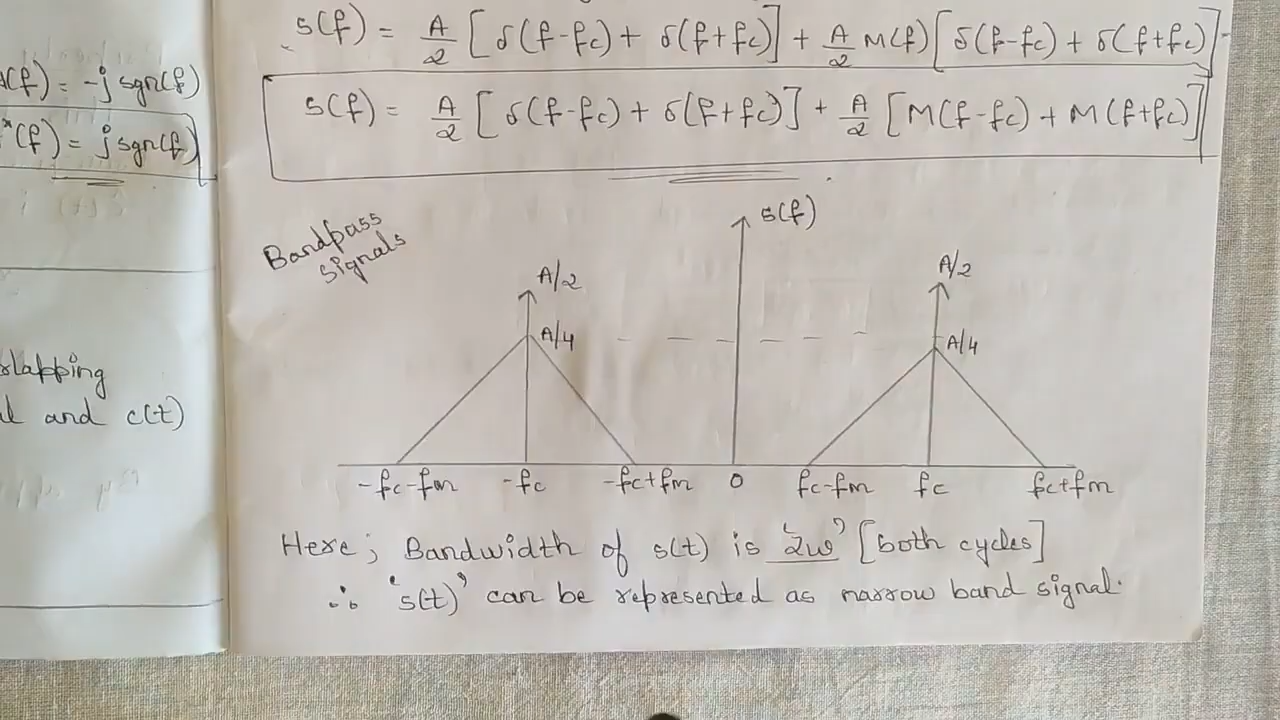 s(f) = A/2 [δ(f-fc) + δ(f+fc)] + A/2 M(f)[δ(f-fc) + δ(f+fc)]
s(f) = A/2 [δ(f-fc) + δ(f+fc)] + A/2 [M(f-fc) + M(f+fc)]
(f) = -j sgn(f)
*(f) = j sgn(f)
and c(t)
Bandpass
signals
s(f)
A/2
A/4
A/2
A/4
-fc-fm -fc -fc+fm 0 fc-fm fc fc+fm
Here; Bandwidth of s(t) is '2w' [both cycles]
∴ 's(t)' can be represented as narrow band signal.